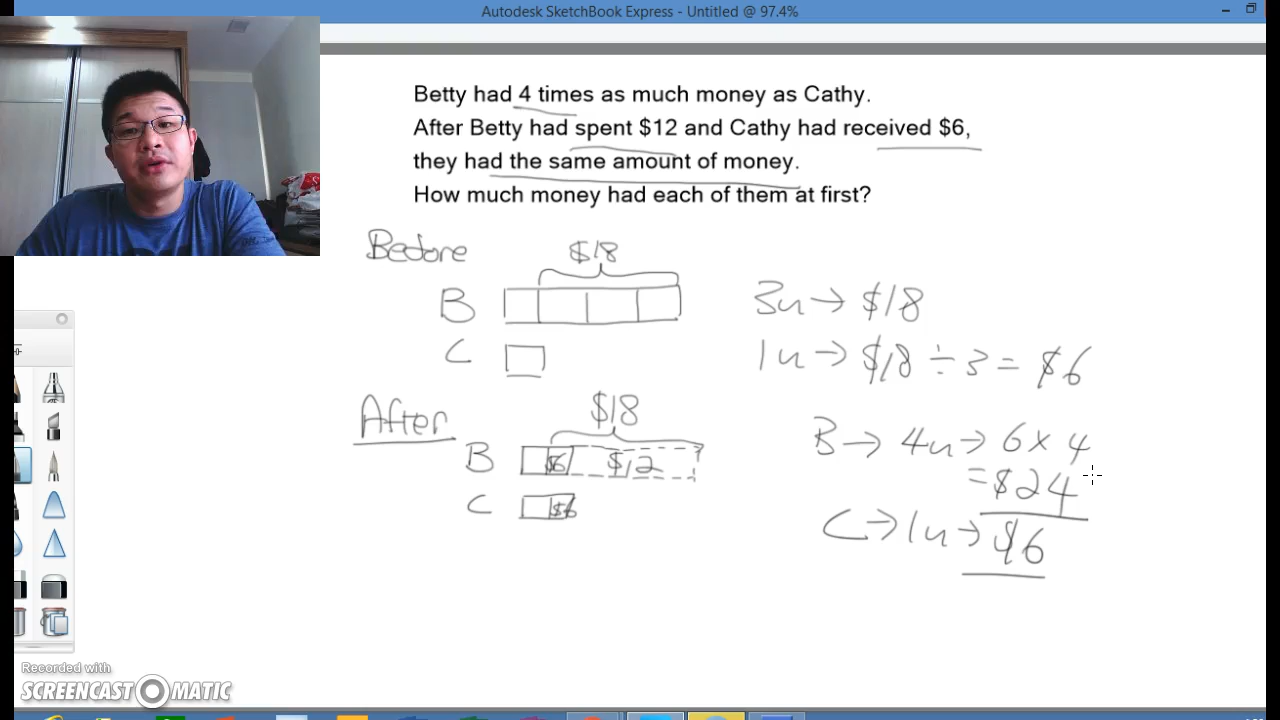 Autodesk SketchBook Express - Untitled @ 97.4%
Betty had 4 times as much money as Cathy.
After Betty had spent $12 and Cathy had received $6,
they had the same amount of money.
How much money had each of them at first?
Before
$18
B
C
After
$18
B $6 $12
C $6
3u → $18
1u → $18 ÷ 3 = $6
B → 4u → 6 × 4
= $24
C → 1u → $6
Recorded with
SCREENCAST O MATIC